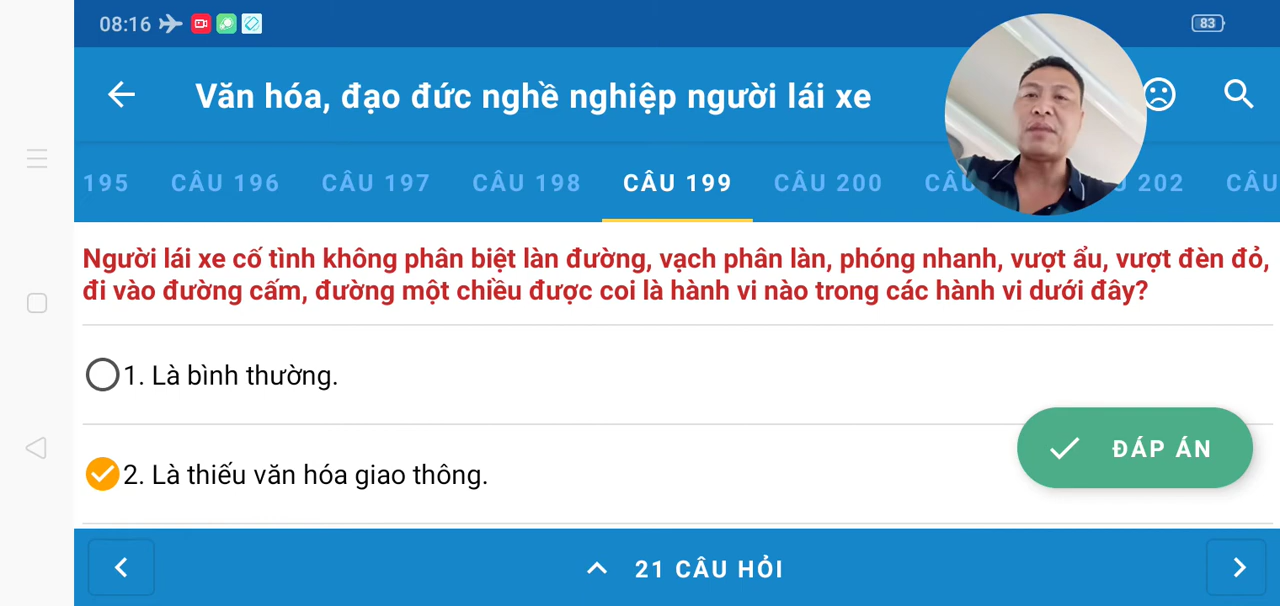 08:16
83
Văn hóa, đạo đức nghề nghiệp người lái xe
195 CÂU 196 CÂU 197 CÂU 198 CÂU 199 CÂU 200 CÂU 202 CÂU
Người lái xe cố tình không phân biệt làn đường, vạch phân làn, phóng nhanh, vượt ẩu, vượt đèn đỏ,
đi vào đường cấm, đường một chiều được coi là hành vi nào trong các hành vi dưới đây?
1. Là bình thường.
2. Là thiếu văn hóa giao thông.
ĐÁP ÁN
21 CÂU HỎI